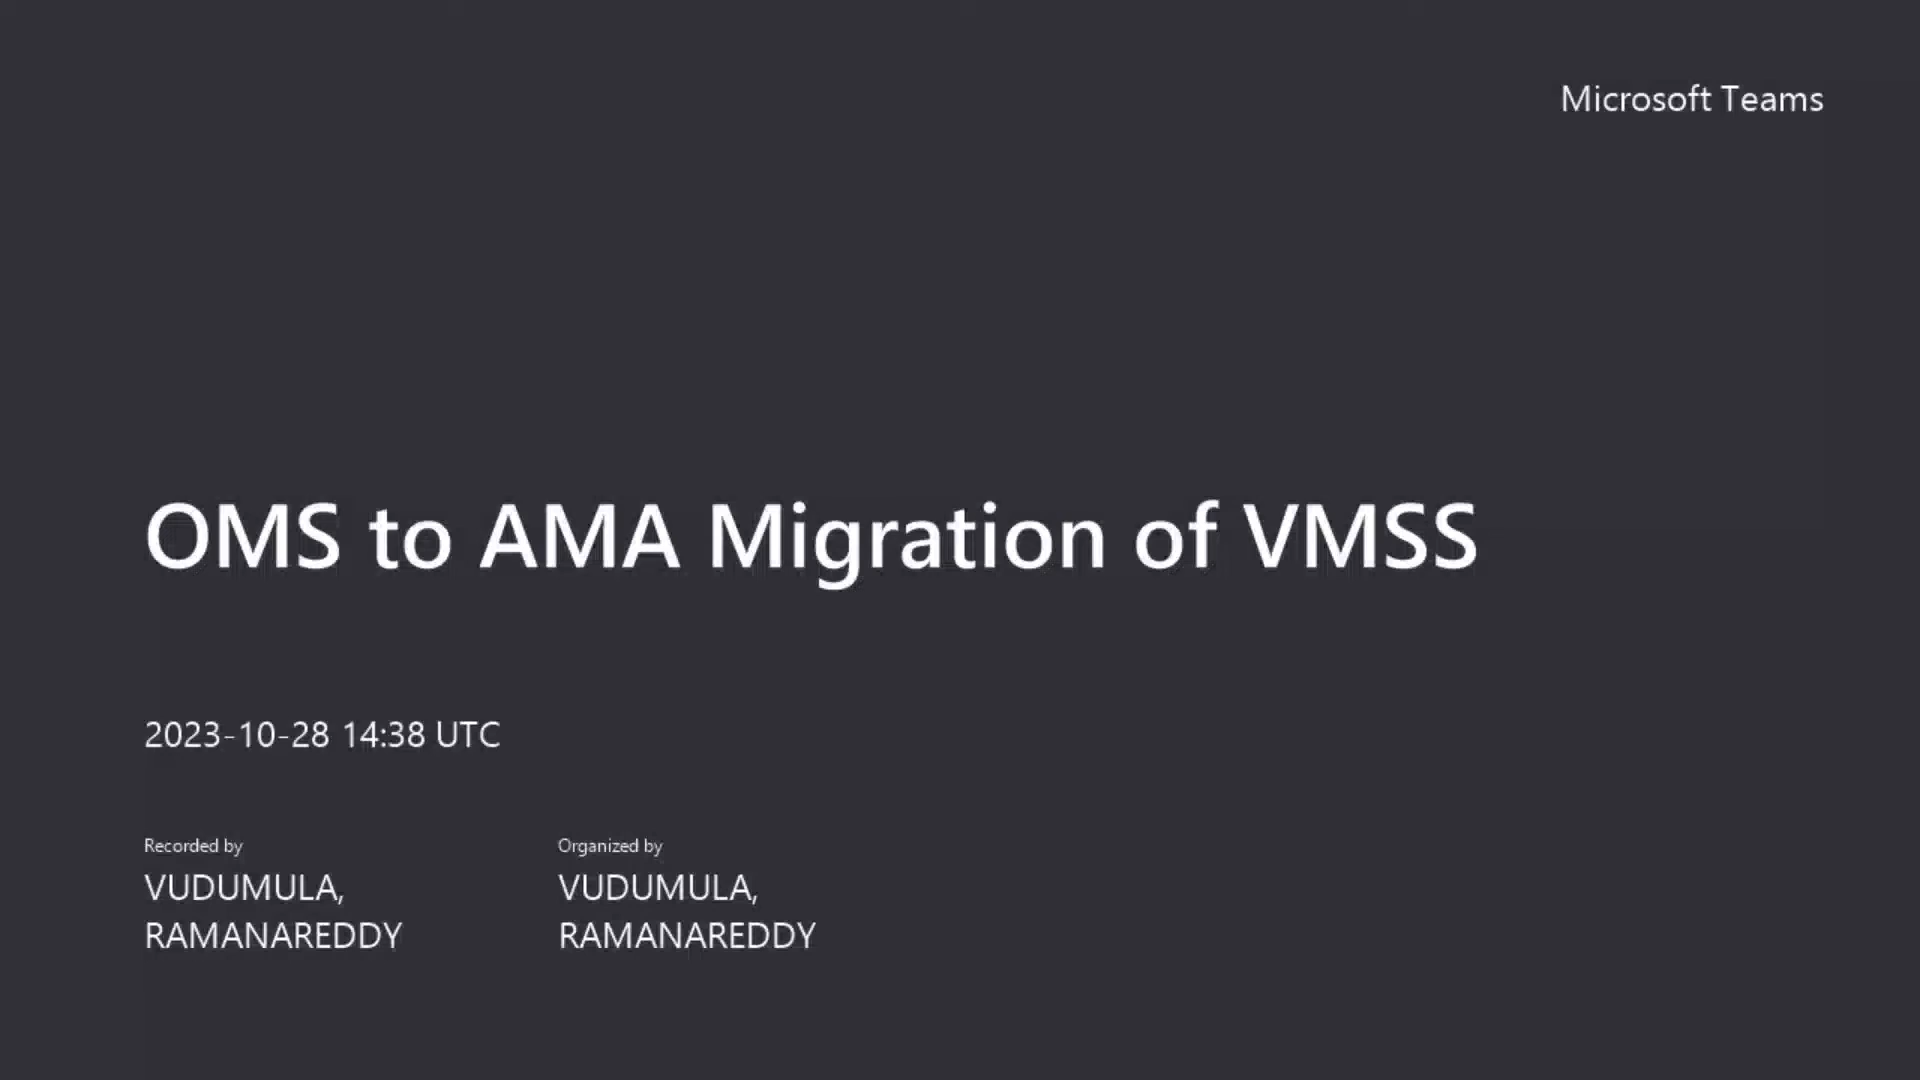 Microsoft Teams
OMS to AMA Migration of VMSS
2023-10-28 14:38 UTC
Recorded by
VUDUMULA,
RAMANAREDDY
Organized by
VUDUMULA,
RAMANAREDDY